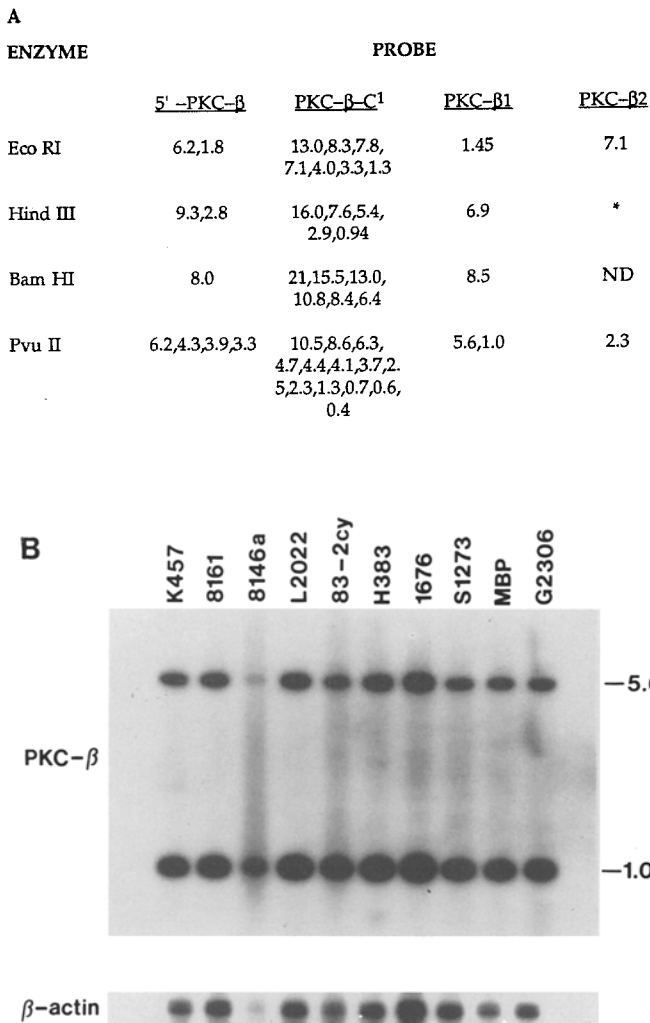 A
ENZYME PROBE
5' -PKC-β PKC-β-C¹ PKC-β1 PKC-β2
Eco RI 6.2,1.8 13.0,8.3,7.8, 1.45 7.1
7.1,4.0,3.3,1.3
Hind III 9.3,2.8 16.0,7.6,5.4, 6.9 *
2.9,0.94
Bam HI 8.0 21,15.5,13.0, 8.5 ND
10.8,8.4,6.4
Pvu II 6.2,4.3,3.9,3.3 10.5,8.6,6.3, 5.6,1.0 2.3
4.7,4.4,4.1,3.7,2.
5,2.3,1.3,0.7,0.6,
0.4
B
K457 8161 8146a L2022 83-2cy H383 1676 S1273 MBP G2306
—5.
PKC-β
—1.0
β-actin